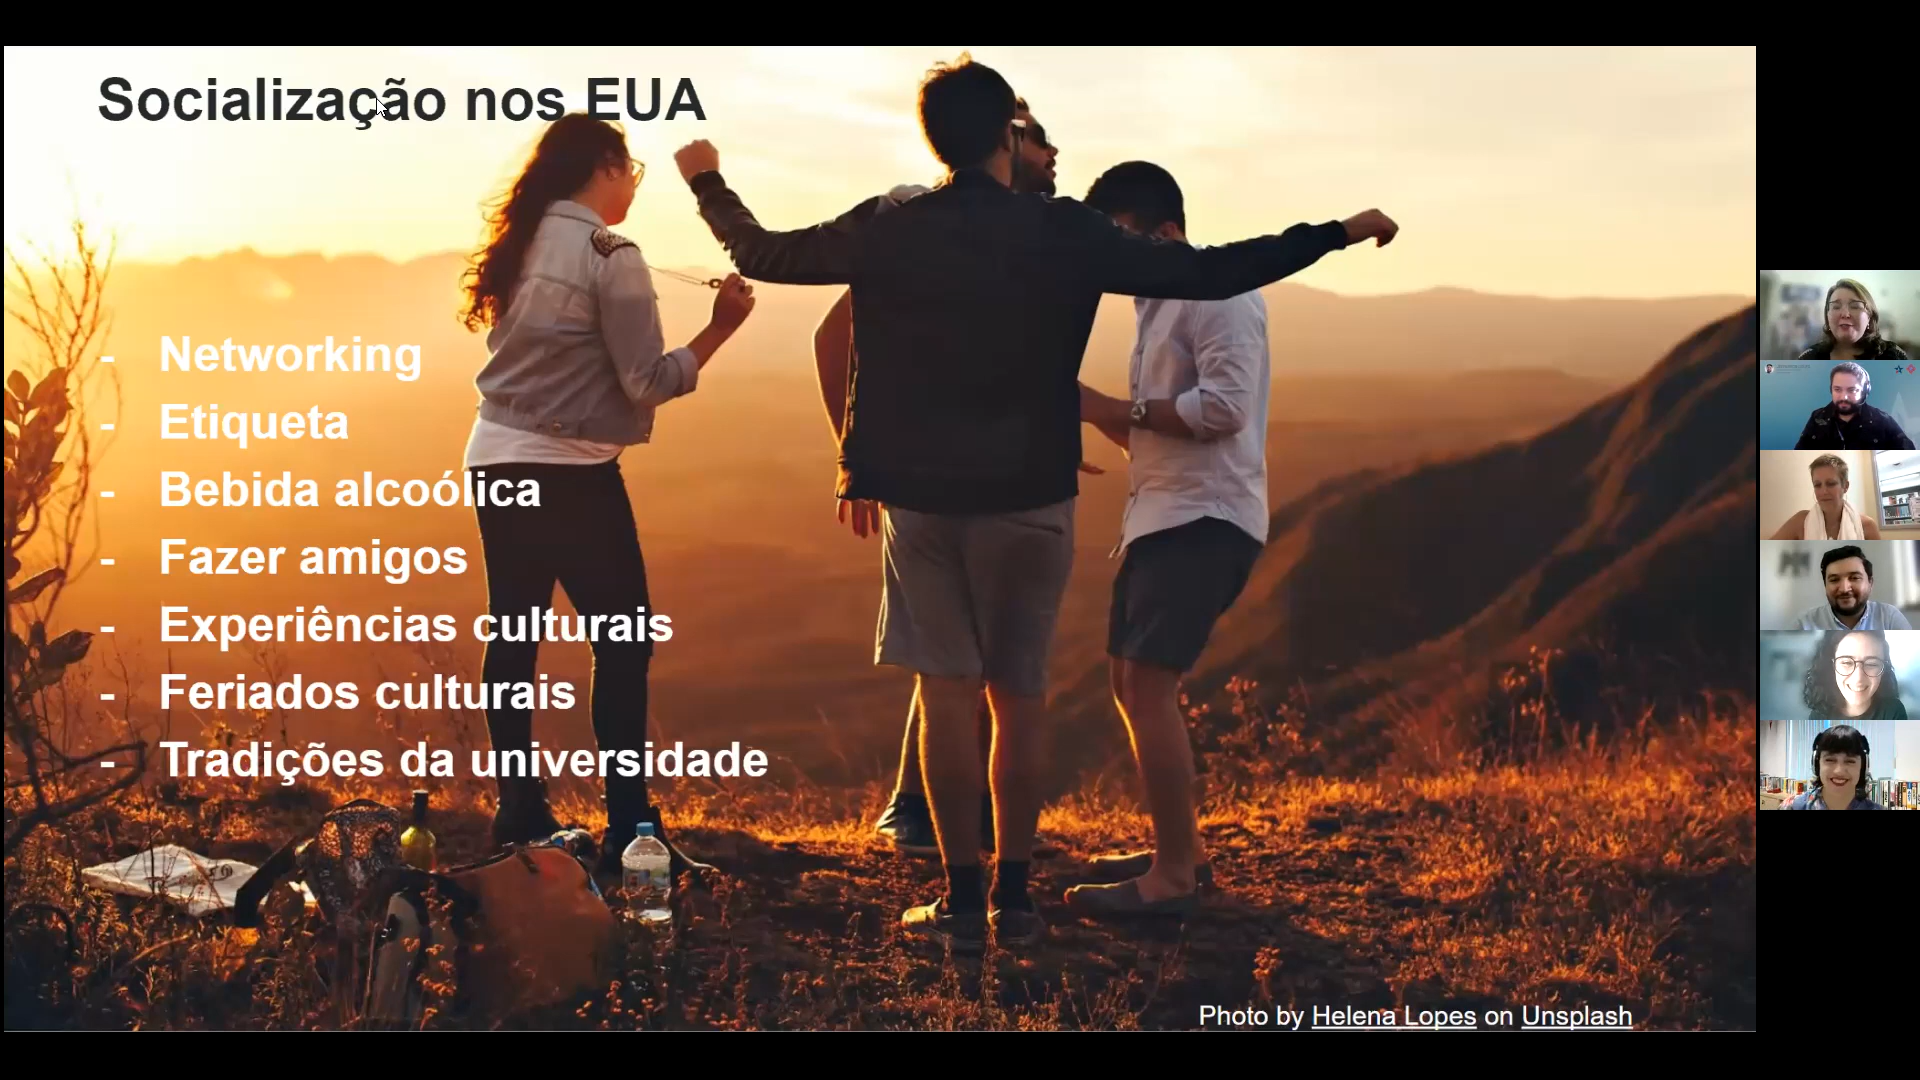 Socialização nos EUA
- Networking
- Etiqueta
- Bebida alcoólica
- Fazer amigos
- Experiências culturais
- Feriados culturais
- Tradições da universidade
Photo by Helena Lopes on Unsplash